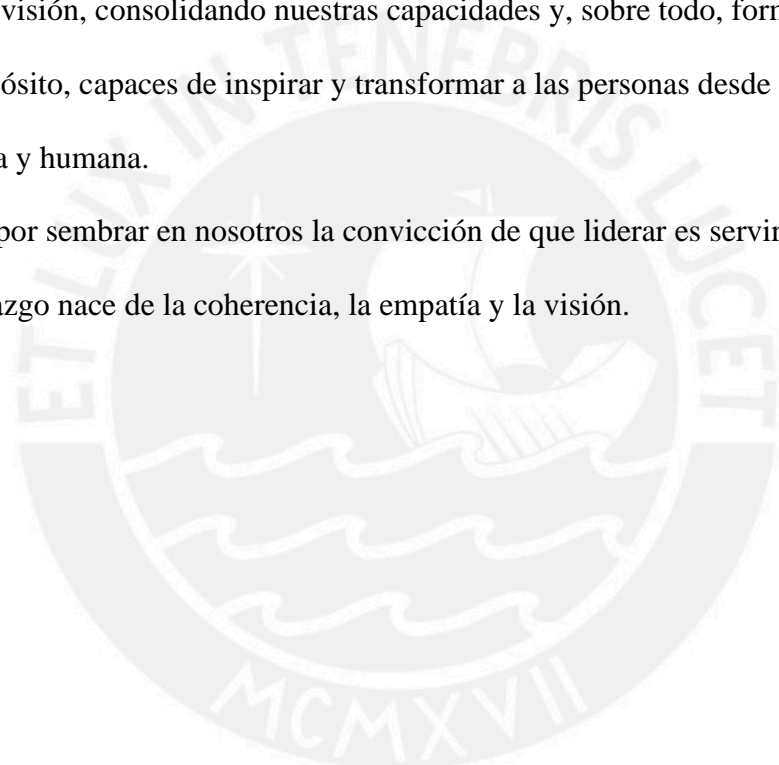 visión, consolidando nuestras capacidades y, sobre todo,
ósito, capaces de inspirar y transformar a las personas desde
a y humana.
por sembrar en nosotros la convicción de que liderar es servir
azgo nace de la coherencia, la empatía y la visión.
ET LUX IN TENEBRIS LUCET
MCMXVII